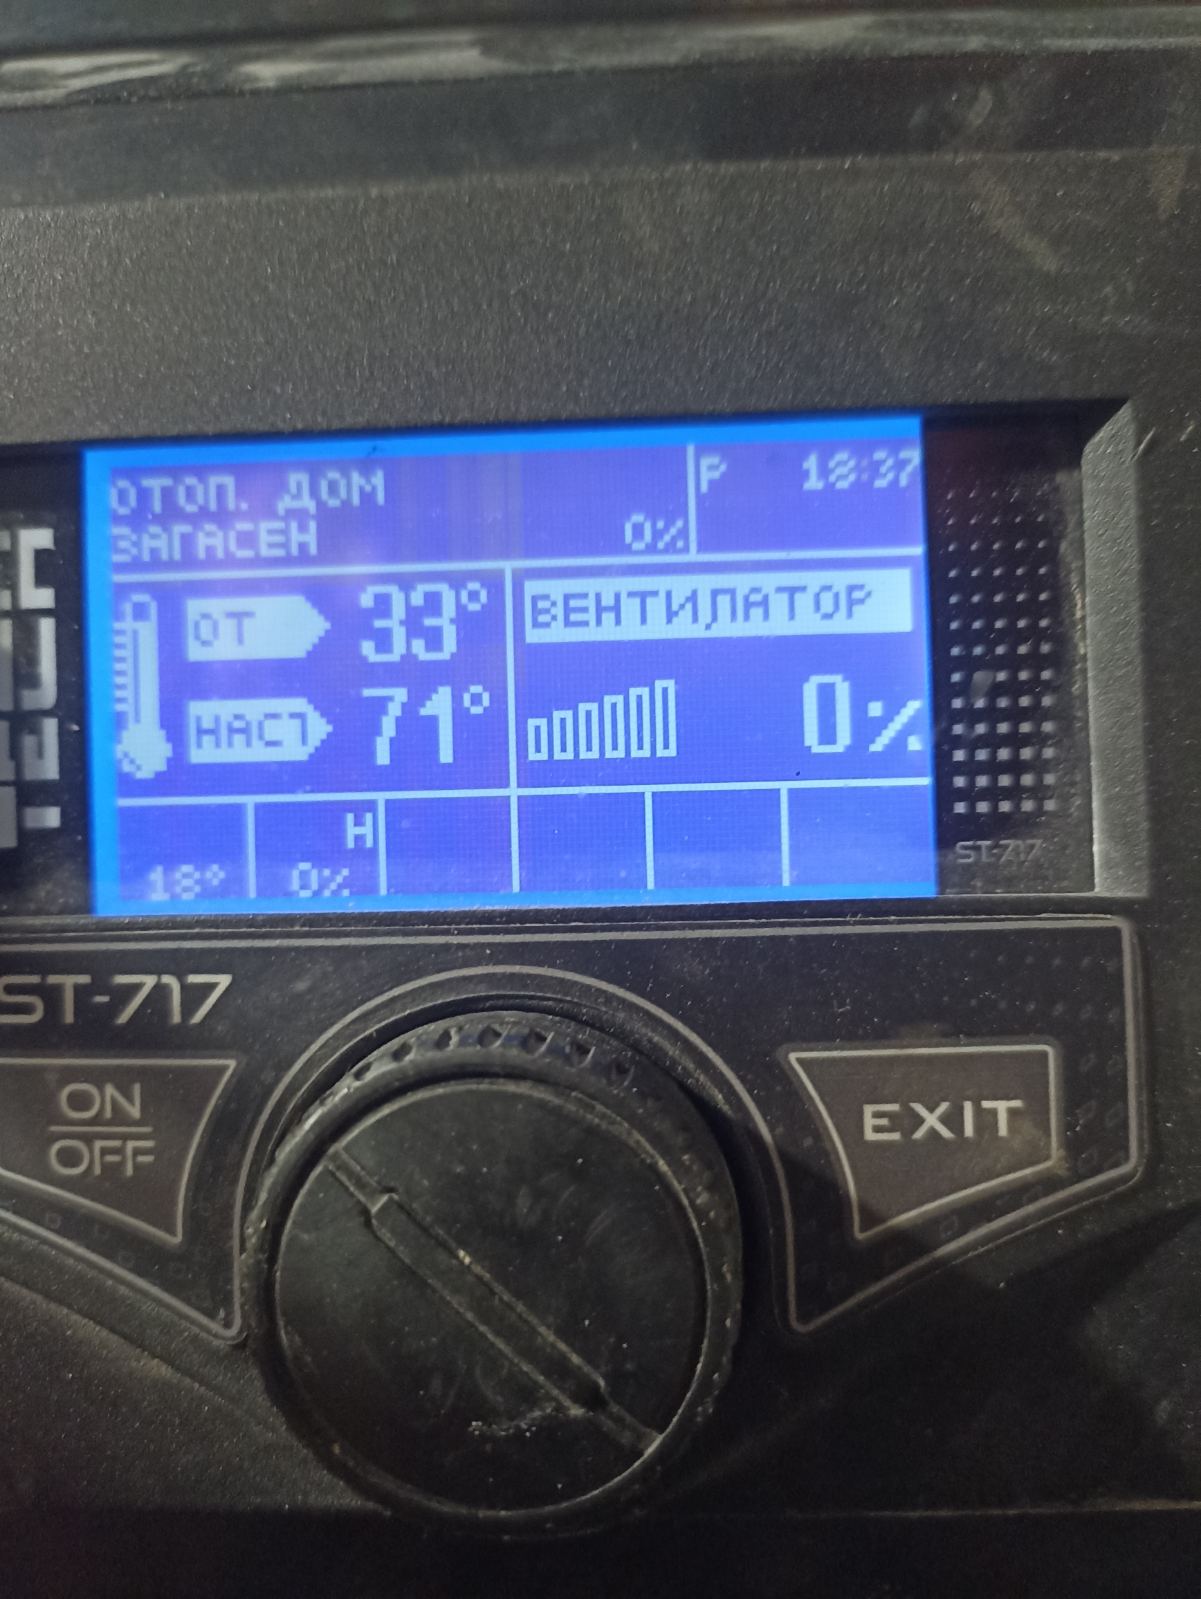 ОТОП. ДОМ
ЗАГАСЕН 0%
P 18:37
ОТ 33°
НАСТ 71°
ВЕНТИЛАТОР
0%
18°
H
0%
ST-717
ST-717
ON
OFF
EXIT